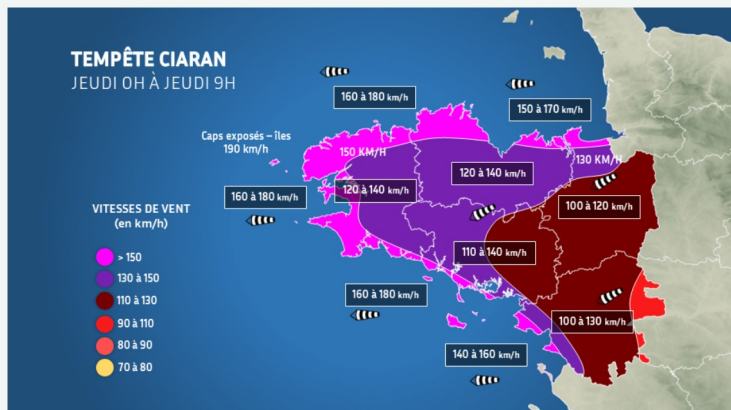 TEMPÊTE CIARAN
JEUDI 0H À JEUDI 9H
160 à 180 km/h
150 à 170 km/h
Caps exposés – îles
190 km/h
150 KM/H
130 KM/H
120 à 140 km/h
120 à 140 km/h
160 à 180 km/h
100 à 120 km/h
VITESSES DE VENT
(en km/h)
> 150
130 à 150
110 à 130
90 à 110
80 à 90
70 à 80
110 à 140 km/h
160 à 180 km/h
100 à 130 km/h
140 à 160 km/h